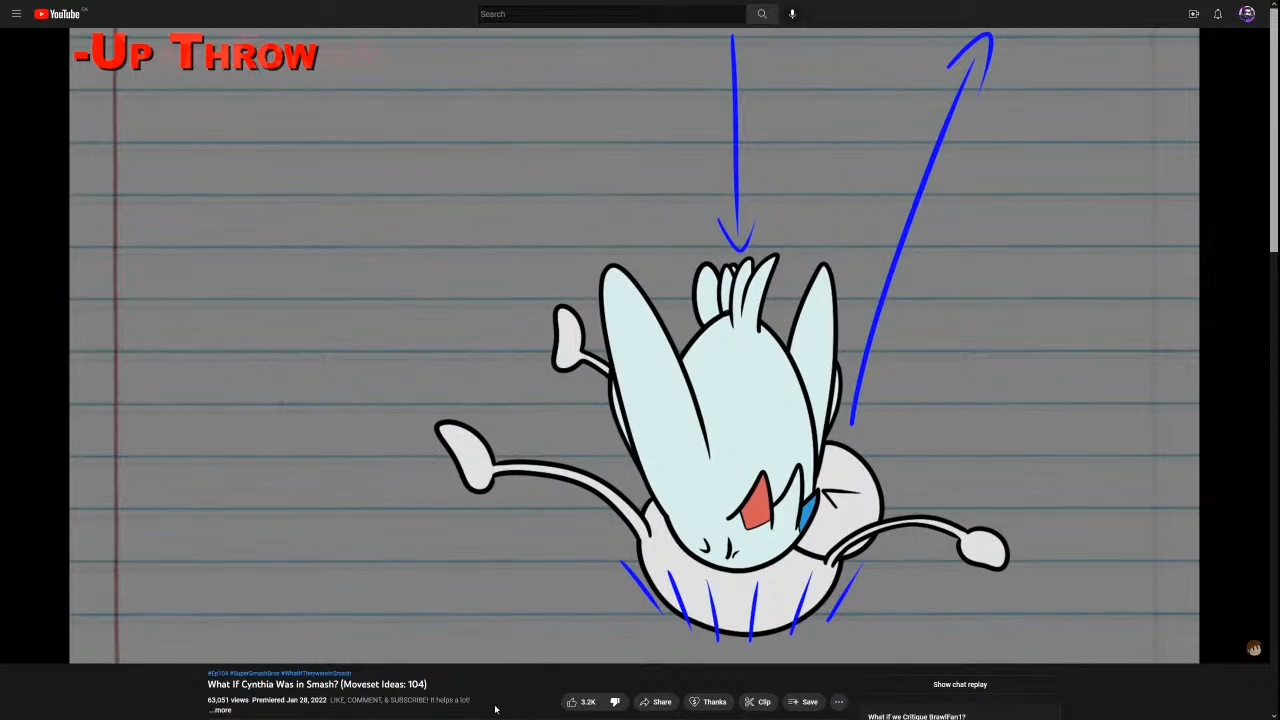 YouTube CA
Search
-Up Throw
#Ep104 #SuperSmashBros #WhatIfTheywereInSmash
What If Cynthia Was in Smash? (Moveset Ideas: 104)
63,051 views Premiered Jan 28, 2022 LIKE, COMMENT, & SUBSCRIBE! It helps a lot!
...more
3.2K
Share
Thanks
Clip
Save
Show chat replay
What if we Critique BrawlFan1?